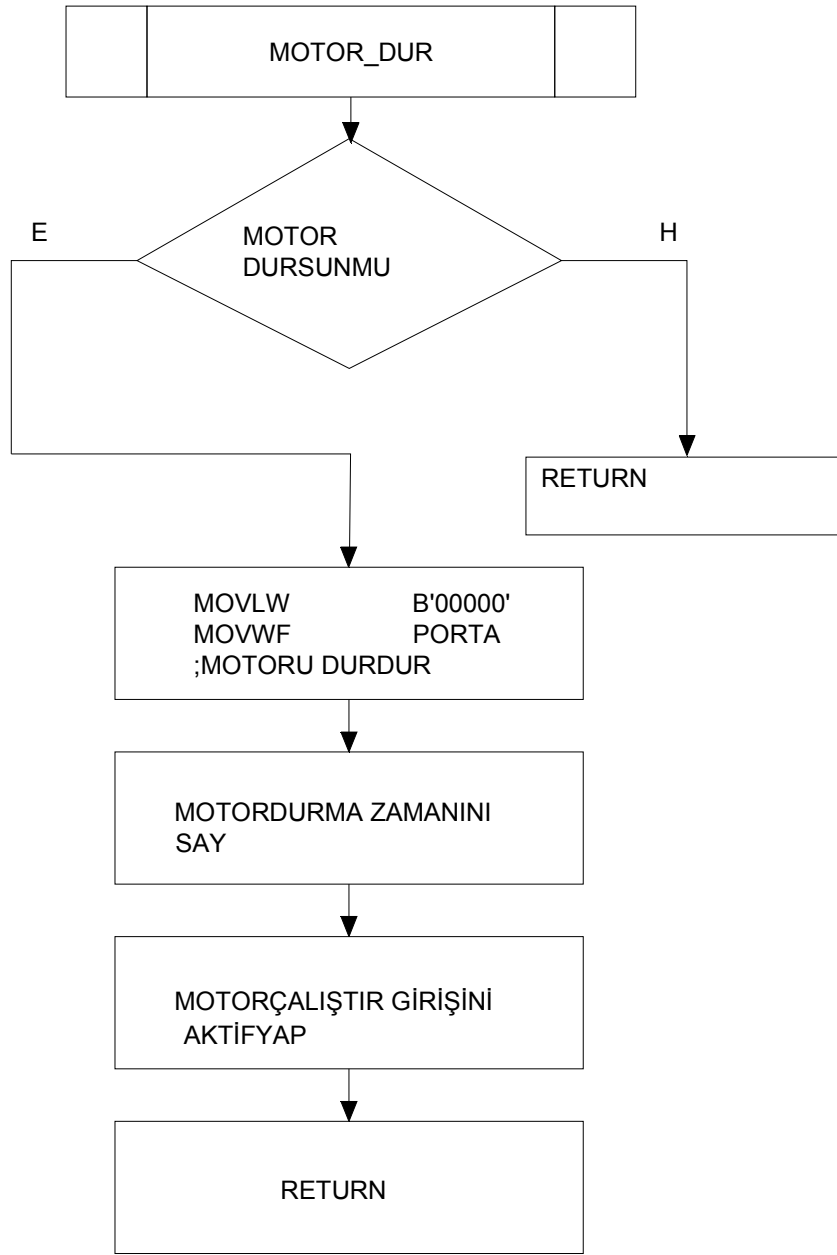 MOTOR_DUR
E
MOTOR
DURSUNMU
H
RETURN
MOVLW B'00000'
MOVWF PORTA
;MOTORU DURDUR
MOTORDURMA ZAMANINI
SAY
MOTORÇALIŞTIR GİRİŞİNİ
AKTİFYAP
RETURN